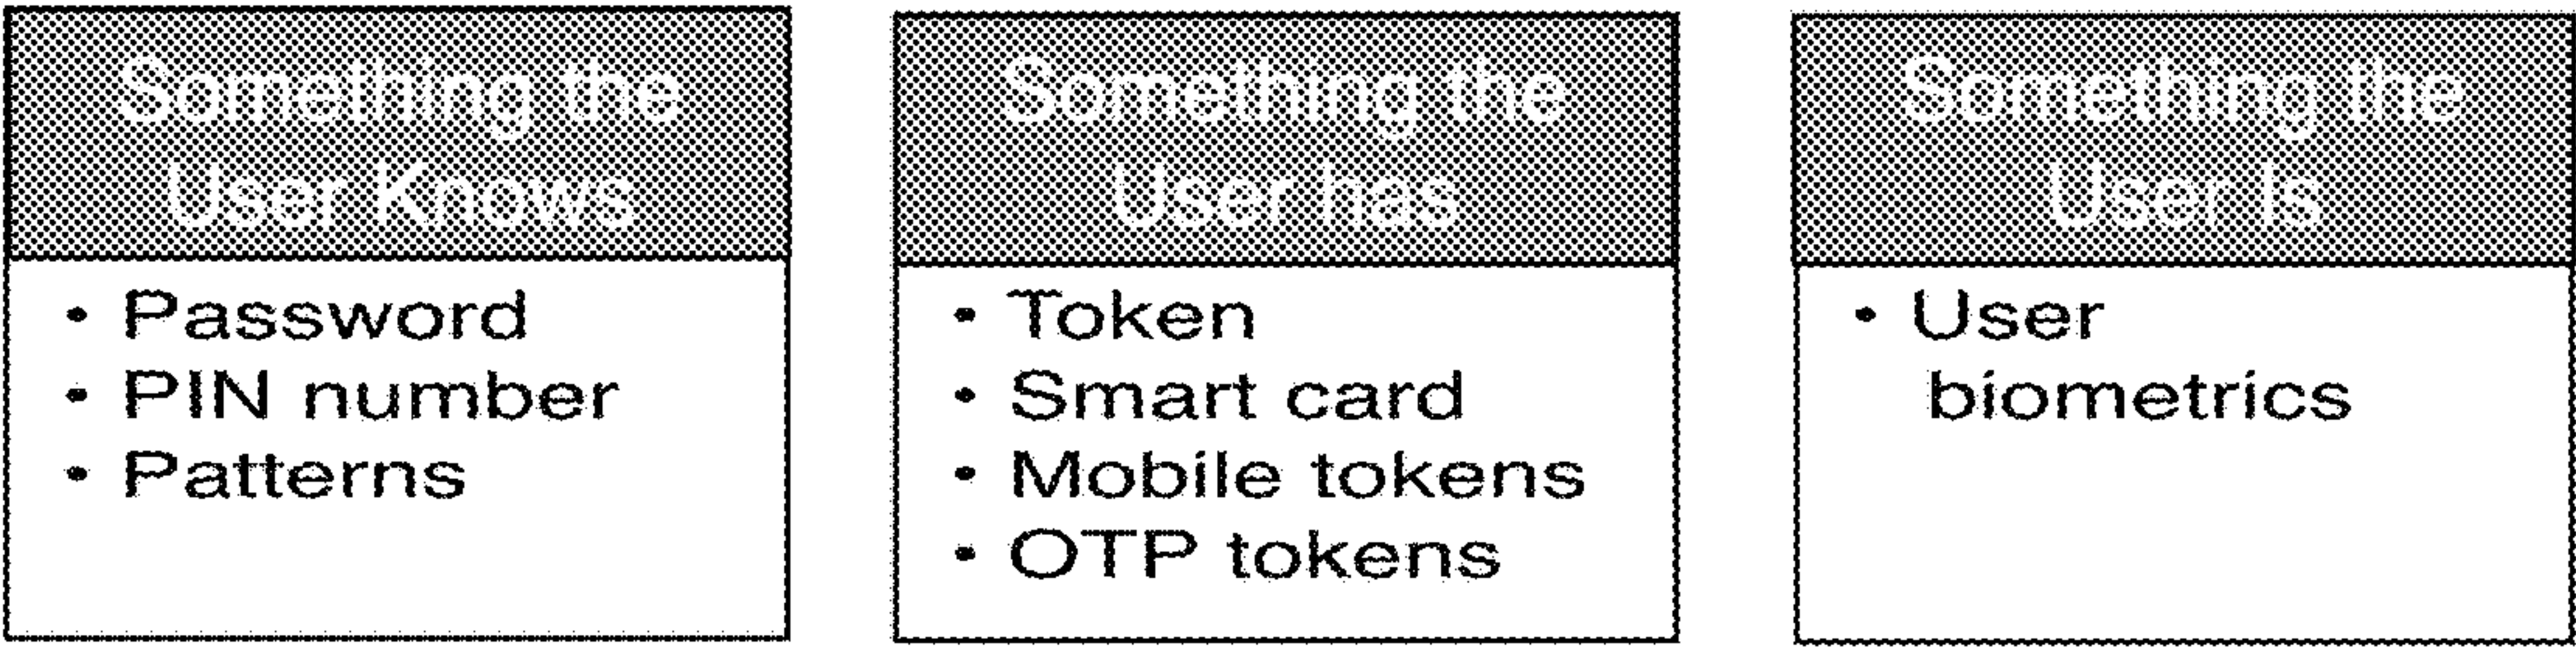 Something the
User Knows
• Password
• PIN number
• Patterns
Something the
User has
• Token
• Smart card
• Mobile tokens
• OTP tokens
Something the
User Is
• User
biometrics